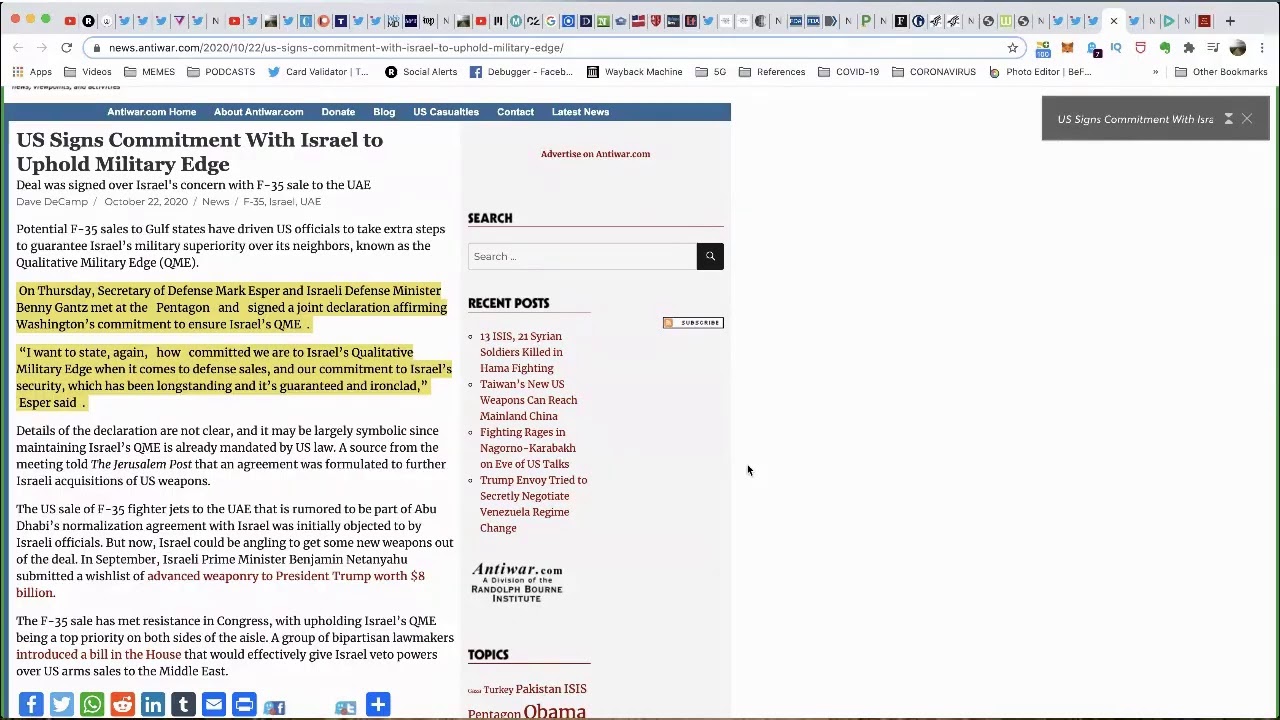 news.antiwar.com/2020/10/22/us-signs-commitment-with-israel-to-uphold-military-edge/
Apps
Videos
MEMES
PODCASTS
Card Validator | T...
Social Alerts
Debugger - Faceb...
Wayback Machine
5G
References
COVID-19
CORONAVIRUS
Photo Editor | BeF...
»
Other Bookmarks
news, viewpoints, and activities
Antiwar.com Home
About Antiwar.com
Donate
Blog
US Casualties
Contact
Latest News
US Signs Commitment With Isra
US Signs Commitment With Israel to
Uphold Military Edge
Deal was signed over Israel's concern with F-35 sale to the UAE
Dave DeCamp / October 22, 2020 / News / F-35, Israel, UAE
Potential F-35 sales to Gulf states have driven US officials to take extra steps
to guarantee Israel's military superiority over its neighbors, known as the
Qualitative Military Edge (QME).
On Thursday, Secretary of Defense Mark Esper and Israeli Defense Minister
Benny Gantz met at the Pentagon and signed a joint declaration affirming
Washington's commitment to ensure Israel's QME .
“I want to state, again, how committed we are to Israel's Qualitative
Military Edge when it comes to defense sales, and our commitment to Israel's
security, which has been longstanding and it's guaranteed and ironclad,”
Esper said .
Details of the declaration are not clear, and it may be largely symbolic since
maintaining Israel's QME is already mandated by US law. A source from the
meeting told The Jerusalem Post that an agreement was formulated to further
Israeli acquisitions of US weapons.
The US sale of F-35 fighter jets to the UAE that is rumored to be part of Abu
Dhabi's normalization agreement with Israel was initially objected to by
Israeli officials. But now, Israel could be angling to get some new weapons out
of the deal. In September, Israeli Prime Minister Benjamin Netanyahu
submitted a wishlist of advanced weaponry to President Trump worth $8
billion.
The F-35 sale has met resistance in Congress, with upholding Israel's QME
being a top priority on both sides of the aisle. A group of bipartisan lawmakers
introduced a bill in the House that would effectively give Israel veto powers
over US arms sales to the Middle East.
Advertise on Antiwar.com
SEARCH
Search ...
RECENT POSTS
SUBSCRIBE
13 ISIS, 21 Syrian
Soldiers Killed in
Hama Fighting
Taiwan's New US
Weapons Can Reach
Mainland China
Fighting Rages in
Nagorno-Karabakh
on Eve of US Talks
Trump Envoy Tried to
Secretly Negotiate
Venezuela Regime
Change
Antiwar.com
A Division of the
RANDOLPH BOURNE
INSTITUTE
TOPICS
Turkey Pakistan ISIS
Pentagon Obama